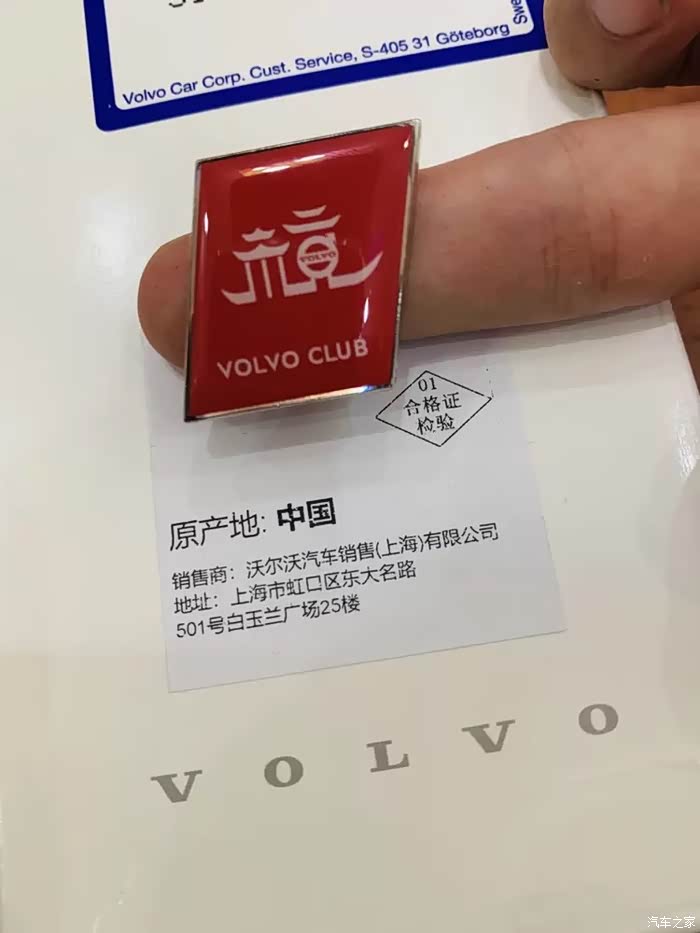 Volvo Car Corp. Cust. Service, S-405 31 Göteborg
VOLVO
VOLVO CLUB
01
合格证
检验
原产地: 中国
销售商: 沃尔沃汽车销售(上海)有限公司
地址: 上海市虹口区东大名路
501号白玉兰广场25楼
VOLVO
汽车之家